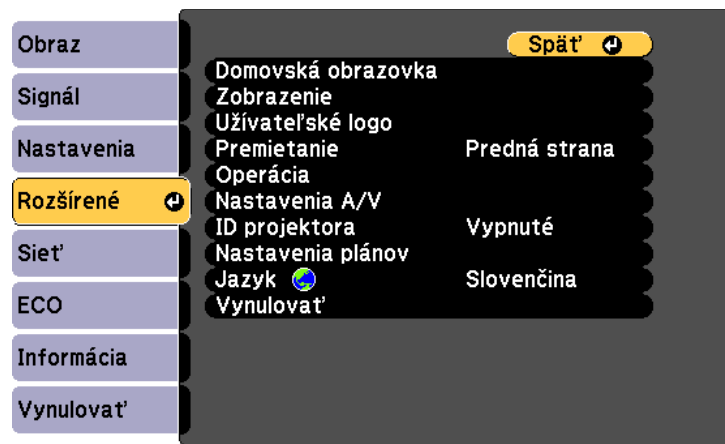 Obraz
Signál
Nastavenia
Rozšírené
Sieť
ECO
Informácia
Vynulovať
Späť
Domovská obrazovka
Zobrazenie
Užívateľské logo
Premietanie Predná strana
Operácia
Nastavenia A/V
ID projektora Vypnuté
Nastavenia plánov
Jazyk Slovenčina
Vynulovať